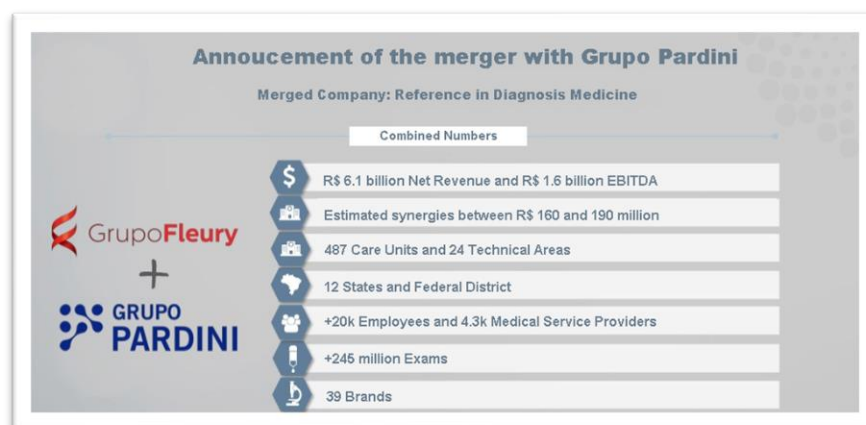 Annoucement of the merger with Grupo Pardini
Merged Company: Reference in Diagnosis Medicine
Combined Numbers
R$ 6.1 billion Net Revenue and R$ 1.6 billion EBITDA
Estimated synergies between R$ 160 and 190 million
487 Care Units and 24 Technical Areas
12 States and Federal District
+20k Employees and 4.3k Medical Service Providers
+245 million Exams
39 Brands
GrupoFleury
+
GRUPO
PARDINI